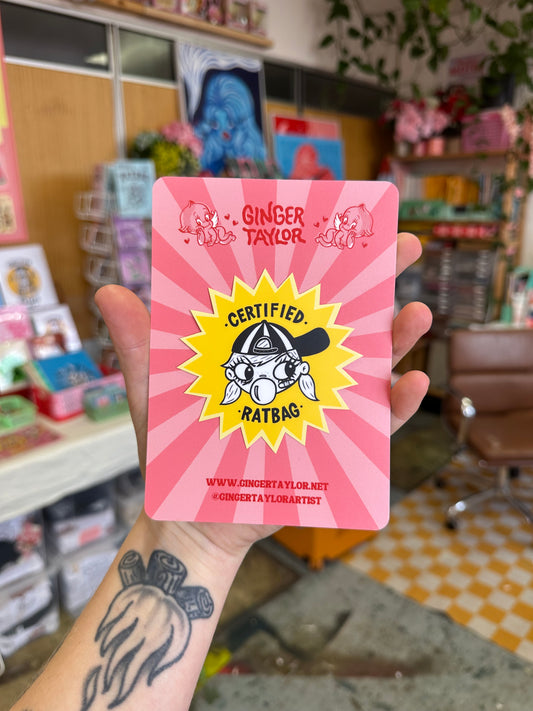 GINGER
TAYLOR
·CERTIFIED·
·RATBAG·
WWW.GINGERTAYLOR.NET
@GINGERTAYLORARTIST